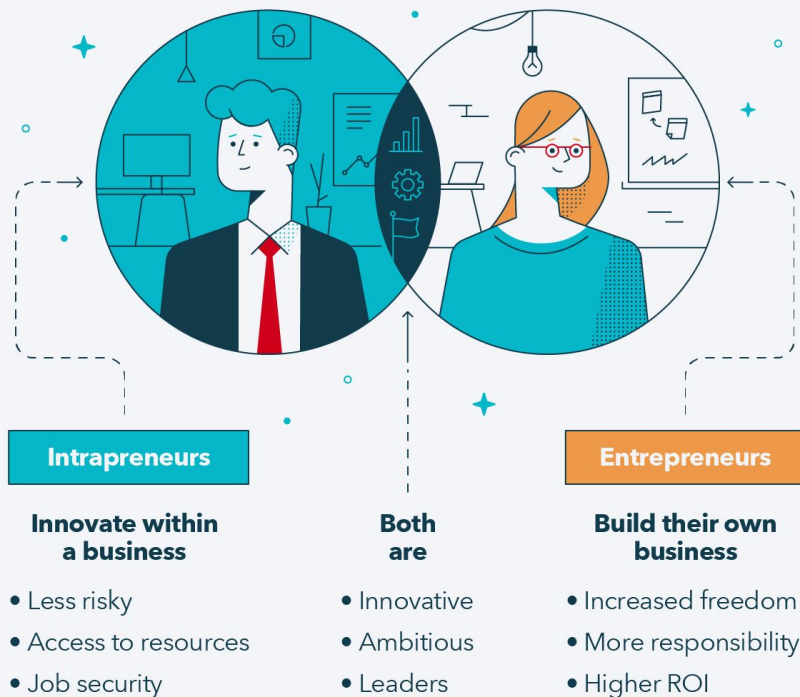 Intrapreneurs
Innovate within
a business
• Less risky
• Access to resources
• Job security
Both
are
• Innovative
• Ambitious
• Leaders
Entrepreneurs
Build their own
business
• Increased freedom
• More responsibility
• Higher ROI